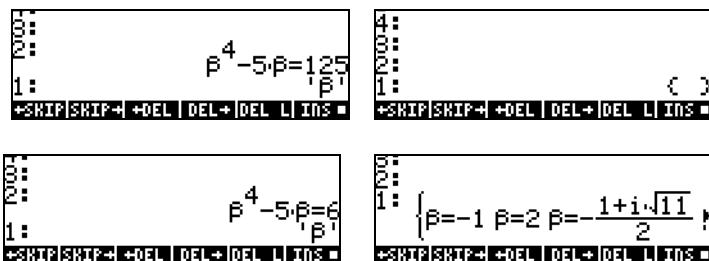 3:
2: β⁴-5·β=125
1: 'β'
←SKIP SKIP→ ←DEL DEL→ DEL L INS ■
4:
3:
2:
1: { }
←SKIP SKIP→ ←DEL DEL→ DEL L INS ■
3:
2: β⁴-5·β=6
1: 'β'
←SKIP SKIP→ ←DEL DEL→ DEL L INS ■
3:
2:
1: {β=-1 β=2 β=-(1+i·√11)/2
←SKIP SKIP→ ←DEL DEL→ DEL L INS ■